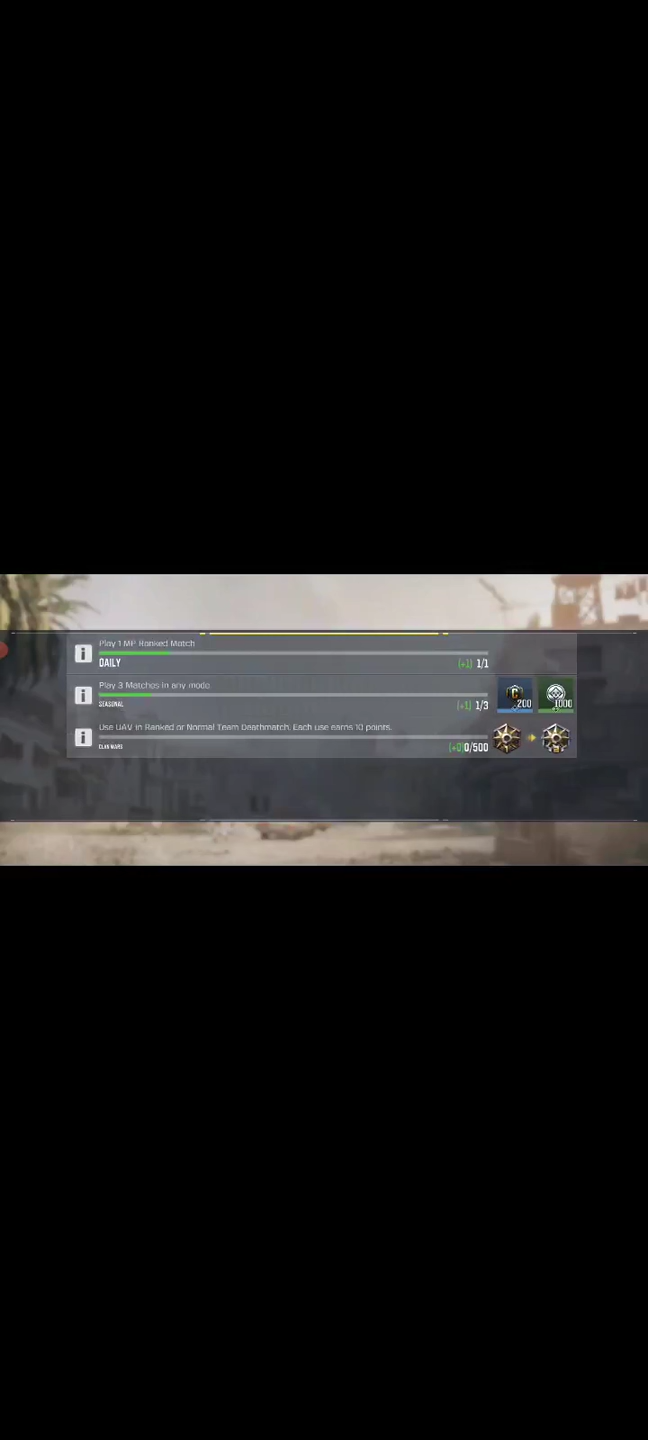 Play 1 MP Ranked Match
DAILY
(+1) 1/1
Play 3 Matches in any mode
SEASONAL
(+1) 1/3
200
1000
Use UAV in Ranked or Normal Team Deathmatch. Each use earns 10 points.
CLAN WARS
(+0)0/500